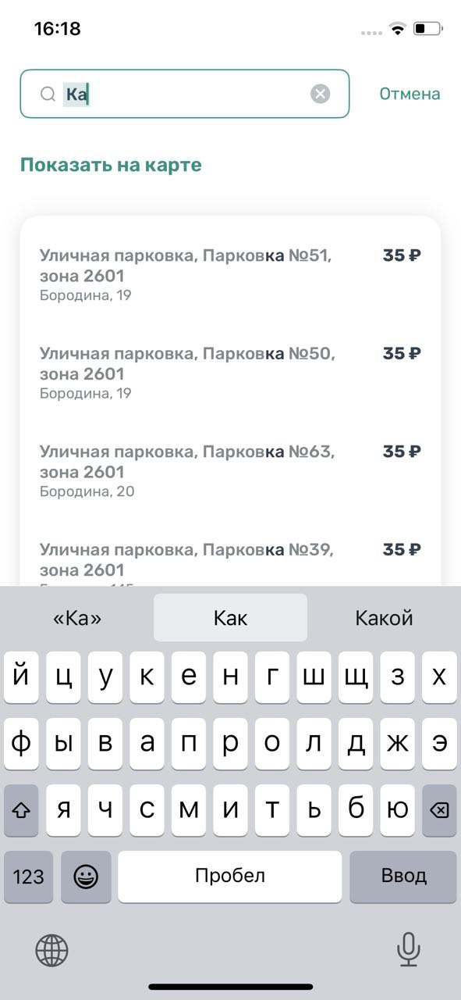 16:18
Ка
Отмена
Показать на карте
Уличная парковка, Парковка №51,
35 ₽
зона 2601
Бородина, 19
Уличная парковка, Парковка №50,
35 ₽
зона 2601
Бородина, 19
Уличная парковка, Парковка №63,
35 ₽
зона 2601
Бородина, 20
Уличная парковка, Парковка №39,
35 ₽
зона 2601
«Ка»
Как
Какой
й ц у к е н г ш щ з х
ф ы в а п р о л д ж э
я ч с м и т ь б ю
123
Пробел
Ввод